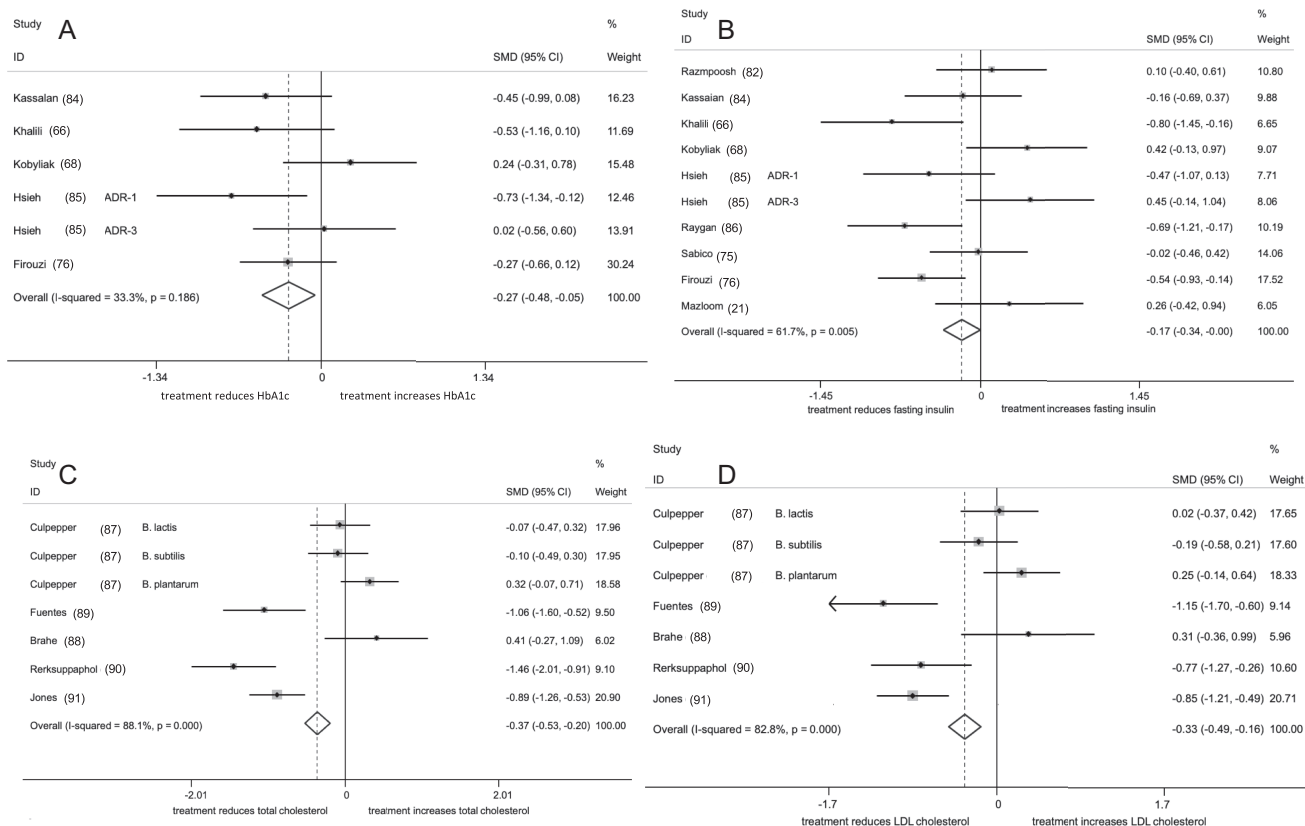 A
Study %
ID SMD (95% CI) Weight
Kassalan (84) -0.45 (-0.99, 0.08) 16.23
Khalili (66) -0.53 (-1.16, 0.10) 11.69
Kobyliak (68) 0.24 (-0.31, 0.78) 15.48
Hsieh (85) ADR-1 -0.73 (-1.34, -0.12) 12.46
Hsieh (85) ADR-3 0.02 (-0.56, 0.60) 13.91
Firouzi (76) -0.27 (-0.66, 0.12) 30.24
Overall (I-squared = 33.3%, p = 0.186) -0.27 (-0.48, -0.05) 100.00
-1.34 0 1.34
treatment reduces HbA1c treatment increases HbA1c
B
Study %
ID SMD (95% CI) Weight
Razmpoosh (82) 0.10 (-0.40, 0.61) 10.80
Kassaian (84) -0.16 (-0.69, 0.37) 9.88
Khalili (66) -0.80 (-1.45, -0.16) 6.65
Kobyliak (68) 0.42 (-0.13, 0.97) 9.07
Hsieh (85) ADR-1 -0.47 (-1.07, 0.13) 7.71
Hsieh (85) ADR-3 0.45 (-0.14, 1.04) 8.06
Raygan (86) -0.69 (-1.21, -0.17) 10.19
Sabico (75) -0.02 (-0.46, 0.42) 14.06
Firouzi (76) -0.54 (-0.93, -0.14) 17.52
Mazloom (21) 0.26 (-0.42, 0.94) 6.05
Overall (I-squared = 61.7%, p = 0.005) -0.17 (-0.34, -0.00) 100.00
-1.45 0 1.45
treatment reduces fasting insulin treatment increases fasting insulin
C
Study %
ID SMD (95% CI) Weight
Culpepper (87) B. lactis -0.07 (-0.47, 0.32) 17.96
Culpepper (87) B. subtilis -0.10 (-0.49, 0.30) 17.95
Culpepper (87) B. plantarum 0.32 (-0.07, 0.71) 18.58
Fuentes (89) -1.06 (-1.60, -0.52) 9.50
Brahe (88) 0.41 (-0.27, 1.09) 6.02
Rerksuppaphol (90) -1.46 (-2.01, -0.91) 9.10
Jones (91) -0.89 (-1.26, -0.53) 20.90
Overall (I-squared = 88.1%, p = 0.000) -0.37 (-0.53, -0.20) 100.00
-2.01 0 2.01
treatment reduces total cholesterol treatment increases total cholesterol
D
Study %
ID SMD (95% CI) Weight
Culpepper (87) B. lactis 0.02 (-0.37, 0.42) 17.65
Culpepper (87) B. subtilis -0.19 (-0.58, 0.21) 17.60
Culpepper (87) B. plantarum 0.25 (-0.14, 0.64) 18.33
Fuentes (89) -1.15 (-1.70, -0.60) 9.14
Brahe (88) 0.31 (-0.36, 0.99) 5.96
Rerksuppaphol (90) -0.77 (-1.27, -0.26) 10.60
Jones (91) -0.85 (-1.21, -0.49) 20.71
Overall (I-squared = 82.8%, p = 0.000) -0.33 (-0.49, -0.16) 100.00
-1.7 0 1.7
treatment reduces LDL cholesterol treatment increases LDL cholesterol